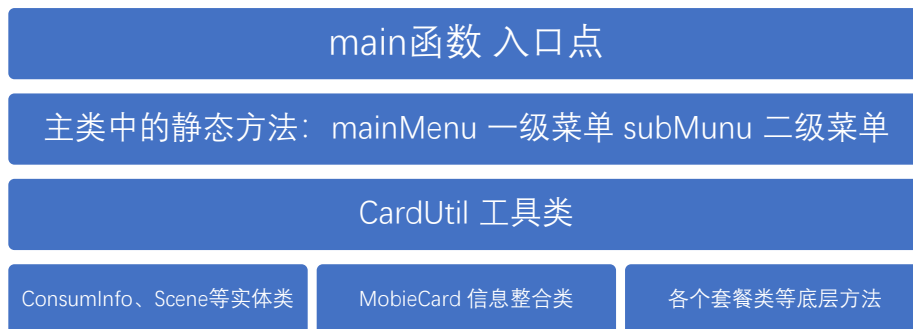 main函数 入口点
主类中的静态方法：mainMenu 一级菜单 subMunu 二级菜单
CardUtil 工具类
ConsumInfo、Scene等实体类
MobieCard 信息整合类
各个套餐类等底层方法